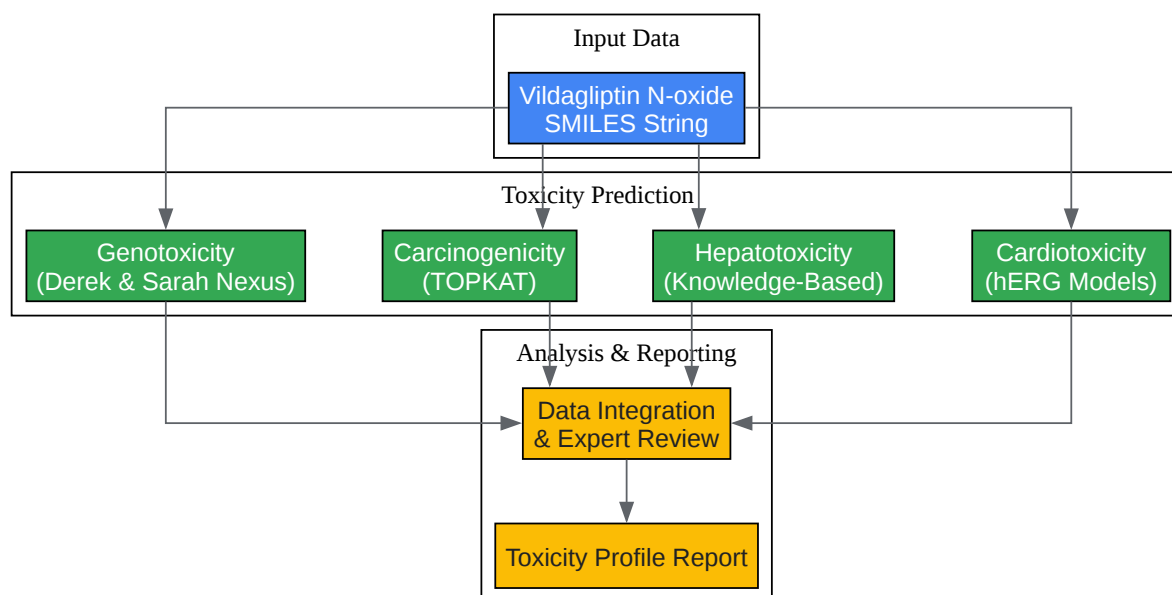 Input Data
Vildagliptin N-oxide
SMILES String
Toxicity Prediction
Genotoxicity
(Derek & Sarah Nexus)
Carcinogenicity
(TOPKAT)
Hepatotoxicity
(Knowledge-Based)
Cardiotoxicity
(hERG Models)
Analysis & Reporting
Data Integration
& Expert Review
Toxicity Profile Report